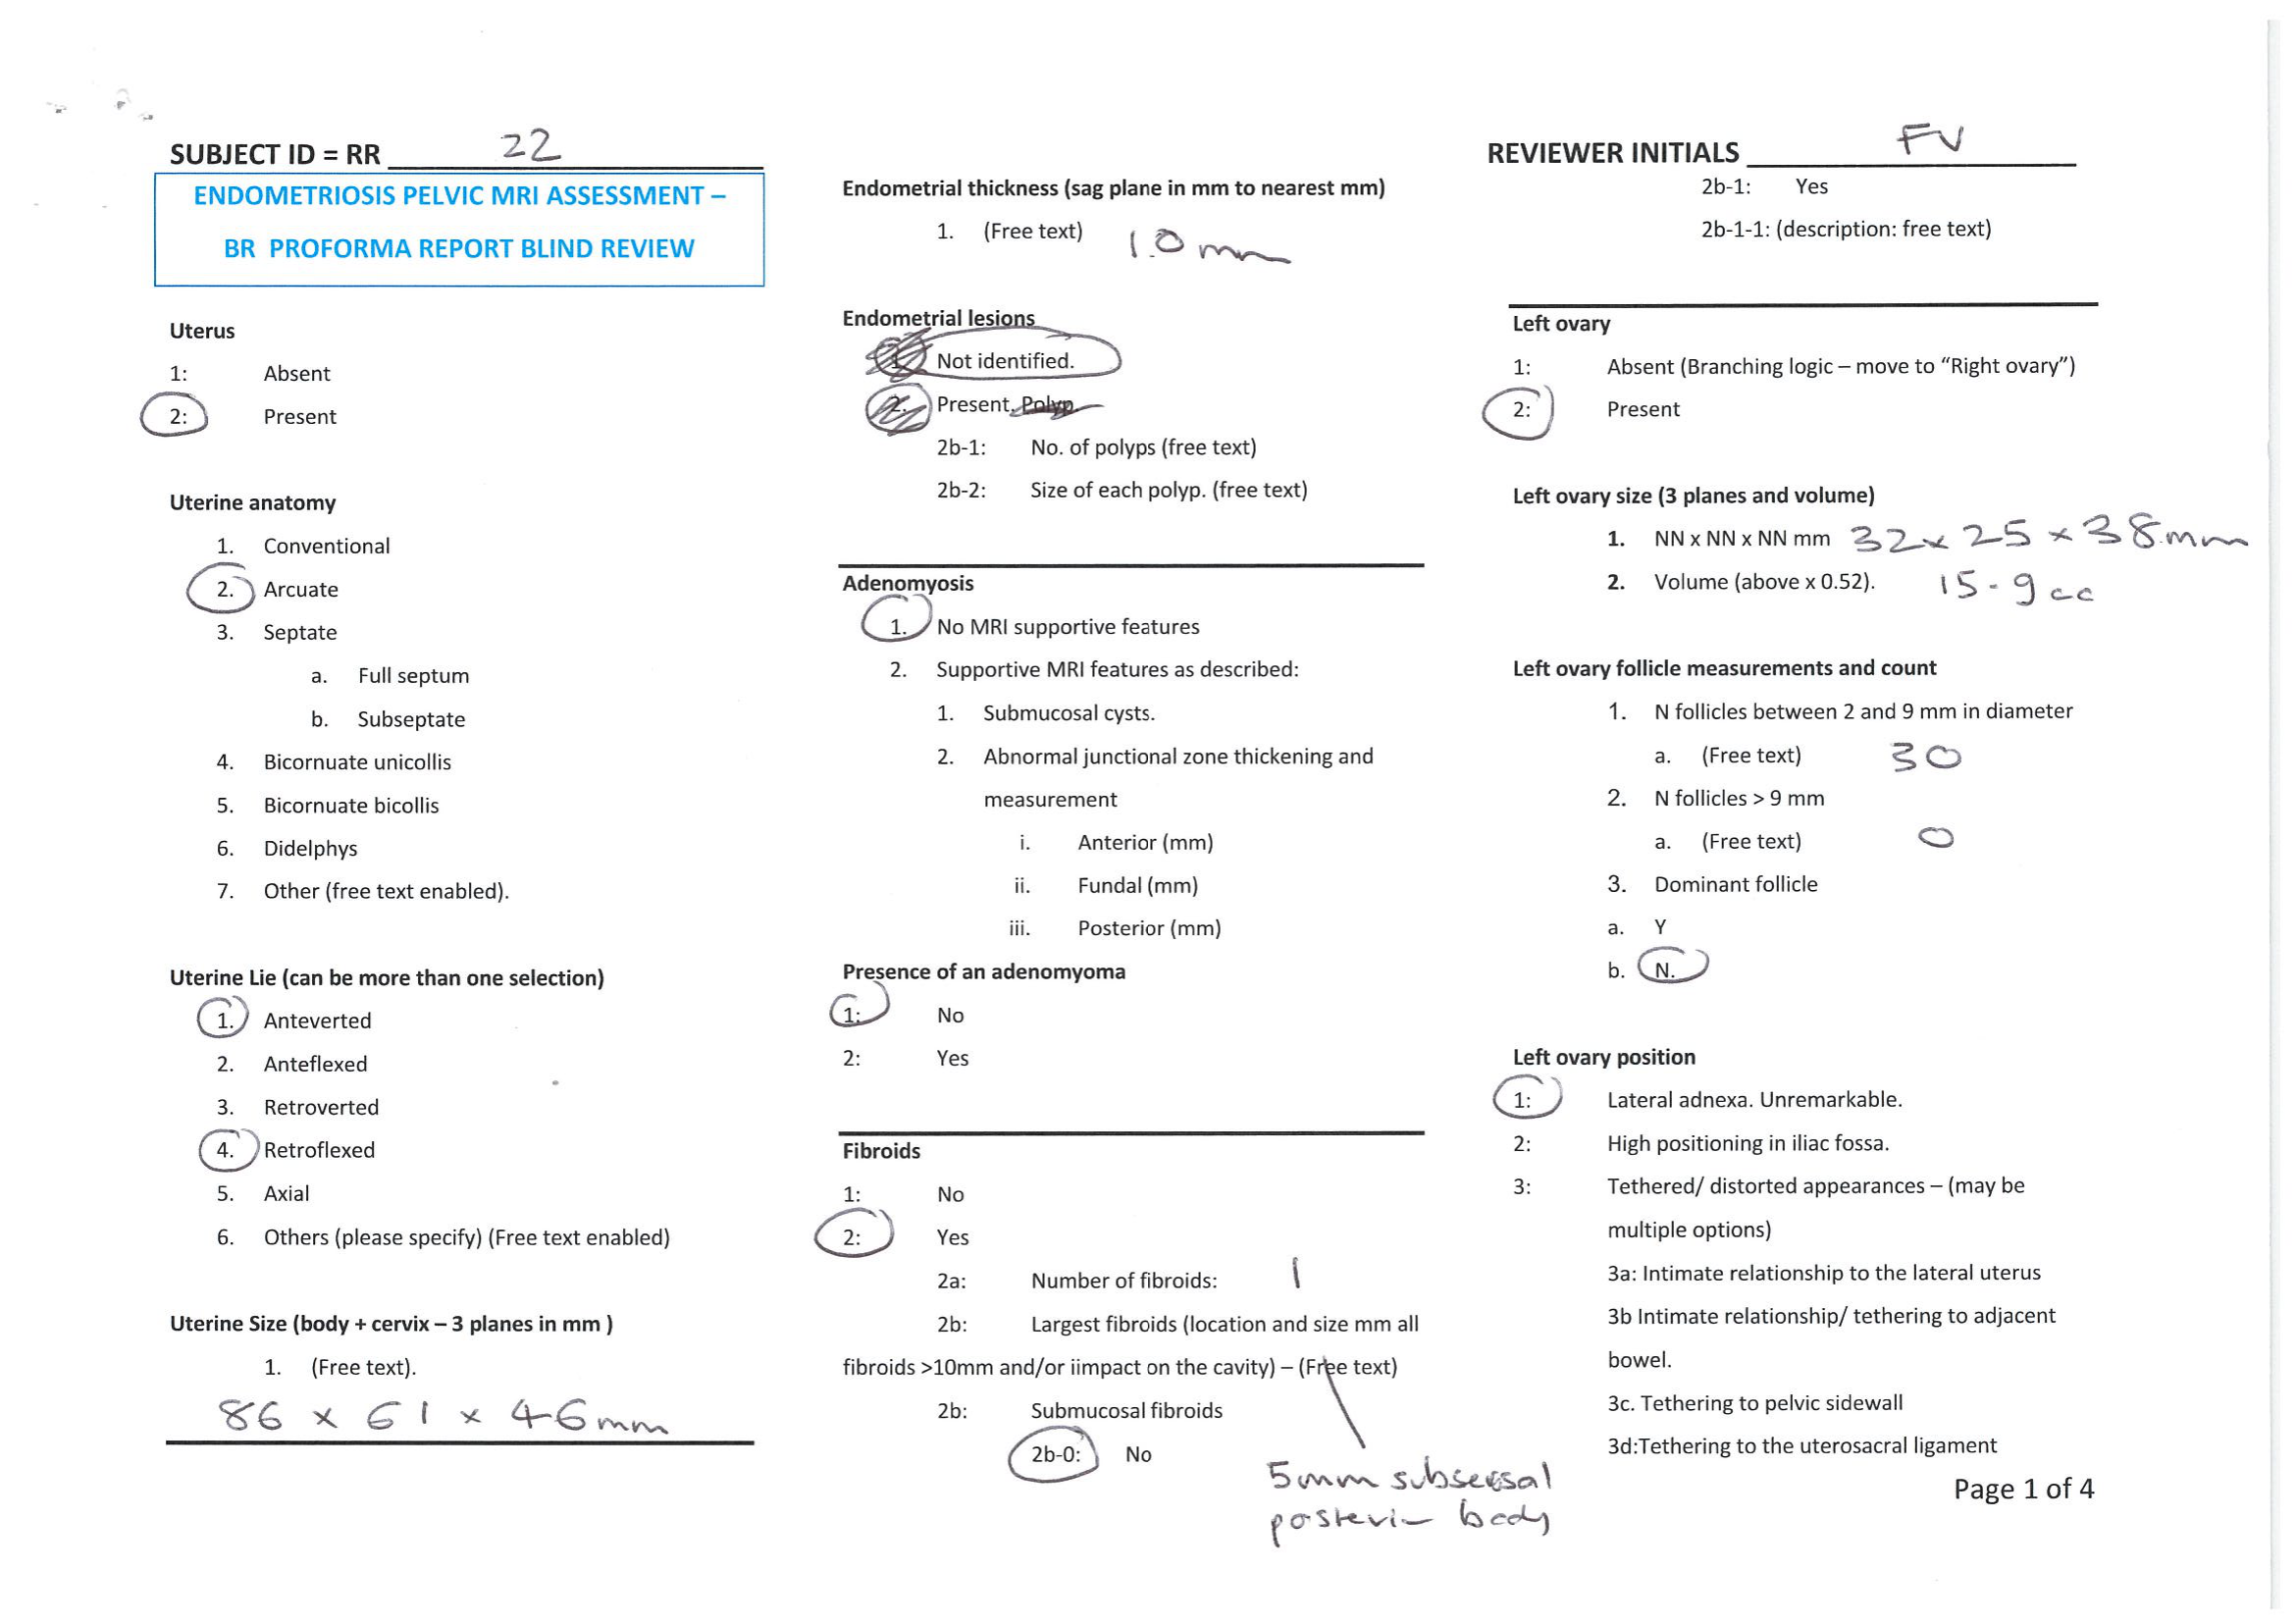 SUBJECT ID = RR 22
ENDOMETRIOSIS PELVIC MRI ASSESSMENT –
BR PROFORMA REPORT BLIND REVIEW
Uterus
1: Absent
2: Present
Uterine anatomy
1. Conventional
2. Arcuate
3. Septate
a. Full septum
b. Subseptate
4. Bicornuate unicollis
5. Bicornuate bicollis
6. Didelphys
7. Other (free text enabled).
Uterine Lie (can be more than one selection)
1. Anteverted
2. Anteflexed
3. Retroverted
4. Retroflexed
5. Axial
6. Others (please specify) (Free text enabled)
Uterine Size (body + cervix – 3 planes in mm )
1. (Free text).
86 x 61 x 46mm
Endometrial thickness (sag plane in mm to nearest mm)
1. (Free text) 10 mm
Endometrial lesions
1. Not identified.
2. Present. Polyp.
2b-1: No. of polyps (free text)
2b-2: Size of each polyp. (free text)
Adenomyosis
1. No MRI supportive features
2. Supportive MRI features as described:
1. Submucosal cysts.
2. Abnormal junctional zone thickening and
measurement
i. Anterior (mm)
ii. Fundal (mm)
iii. Posterior (mm)
Presence of an adenomyoma
1: No
2: Yes
Fibroids
1: No
2: Yes
2a: Number of fibroids: 1
2b: Largest fibroids (location and size mm all
fibroids >10mm and/or iimpact on the cavity) – (Free text)
2b: Submucosal fibroids
2b-0: No
5mm subserosal
posterior body
REVIEWER INITIALS FV
2b-1: Yes
2b-1-1: (description: free text)
Left ovary
1: Absent (Branching logic – move to “Right ovary”)
2: Present
Left ovary size (3 planes and volume)
1. NN x NN x NN mm 32 x 25 x 38mm
2. Volume (above x 0.52). 15.9 cc
Left ovary follicle measurements and count
1. N follicles between 2 and 9 mm in diameter
a. (Free text) 30
2. N follicles > 9 mm
a. (Free text) 0
3. Dominant follicle
a. Y
b. N.
Left ovary position
1: Lateral adnexa. Unremarkable.
2: High positioning in iliac fossa.
3: Tethered/ distorted appearances – (may be
multiple options)
3a: Intimate relationship to the lateral uterus
3b Intimate relationship/ tethering to adjacent
bowel.
3c. Tethering to pelvic sidewall
3d:Tethering to the uterosacral ligament
Page 1 of 4